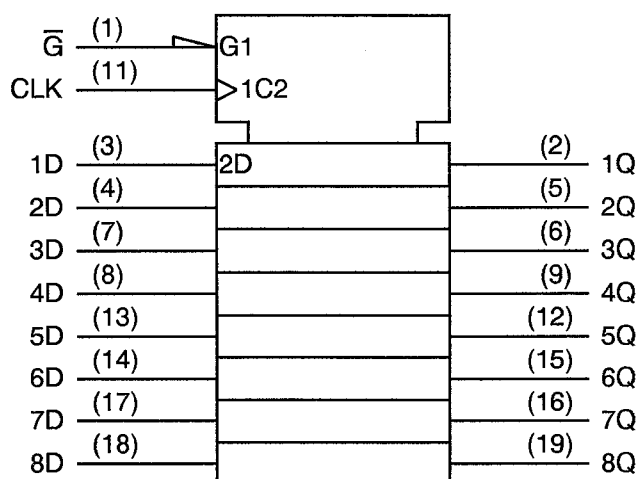 G̅ (1) G1
CLK (11) 1C2
1D (3) 2D (2) 1Q
2D (4) (5) 2Q
3D (7) (6) 3Q
4D (8) (9) 4Q
5D (13) (12) 5Q
6D (14) (15) 6Q
7D (17) (16) 7Q
8D (18) (19) 8Q